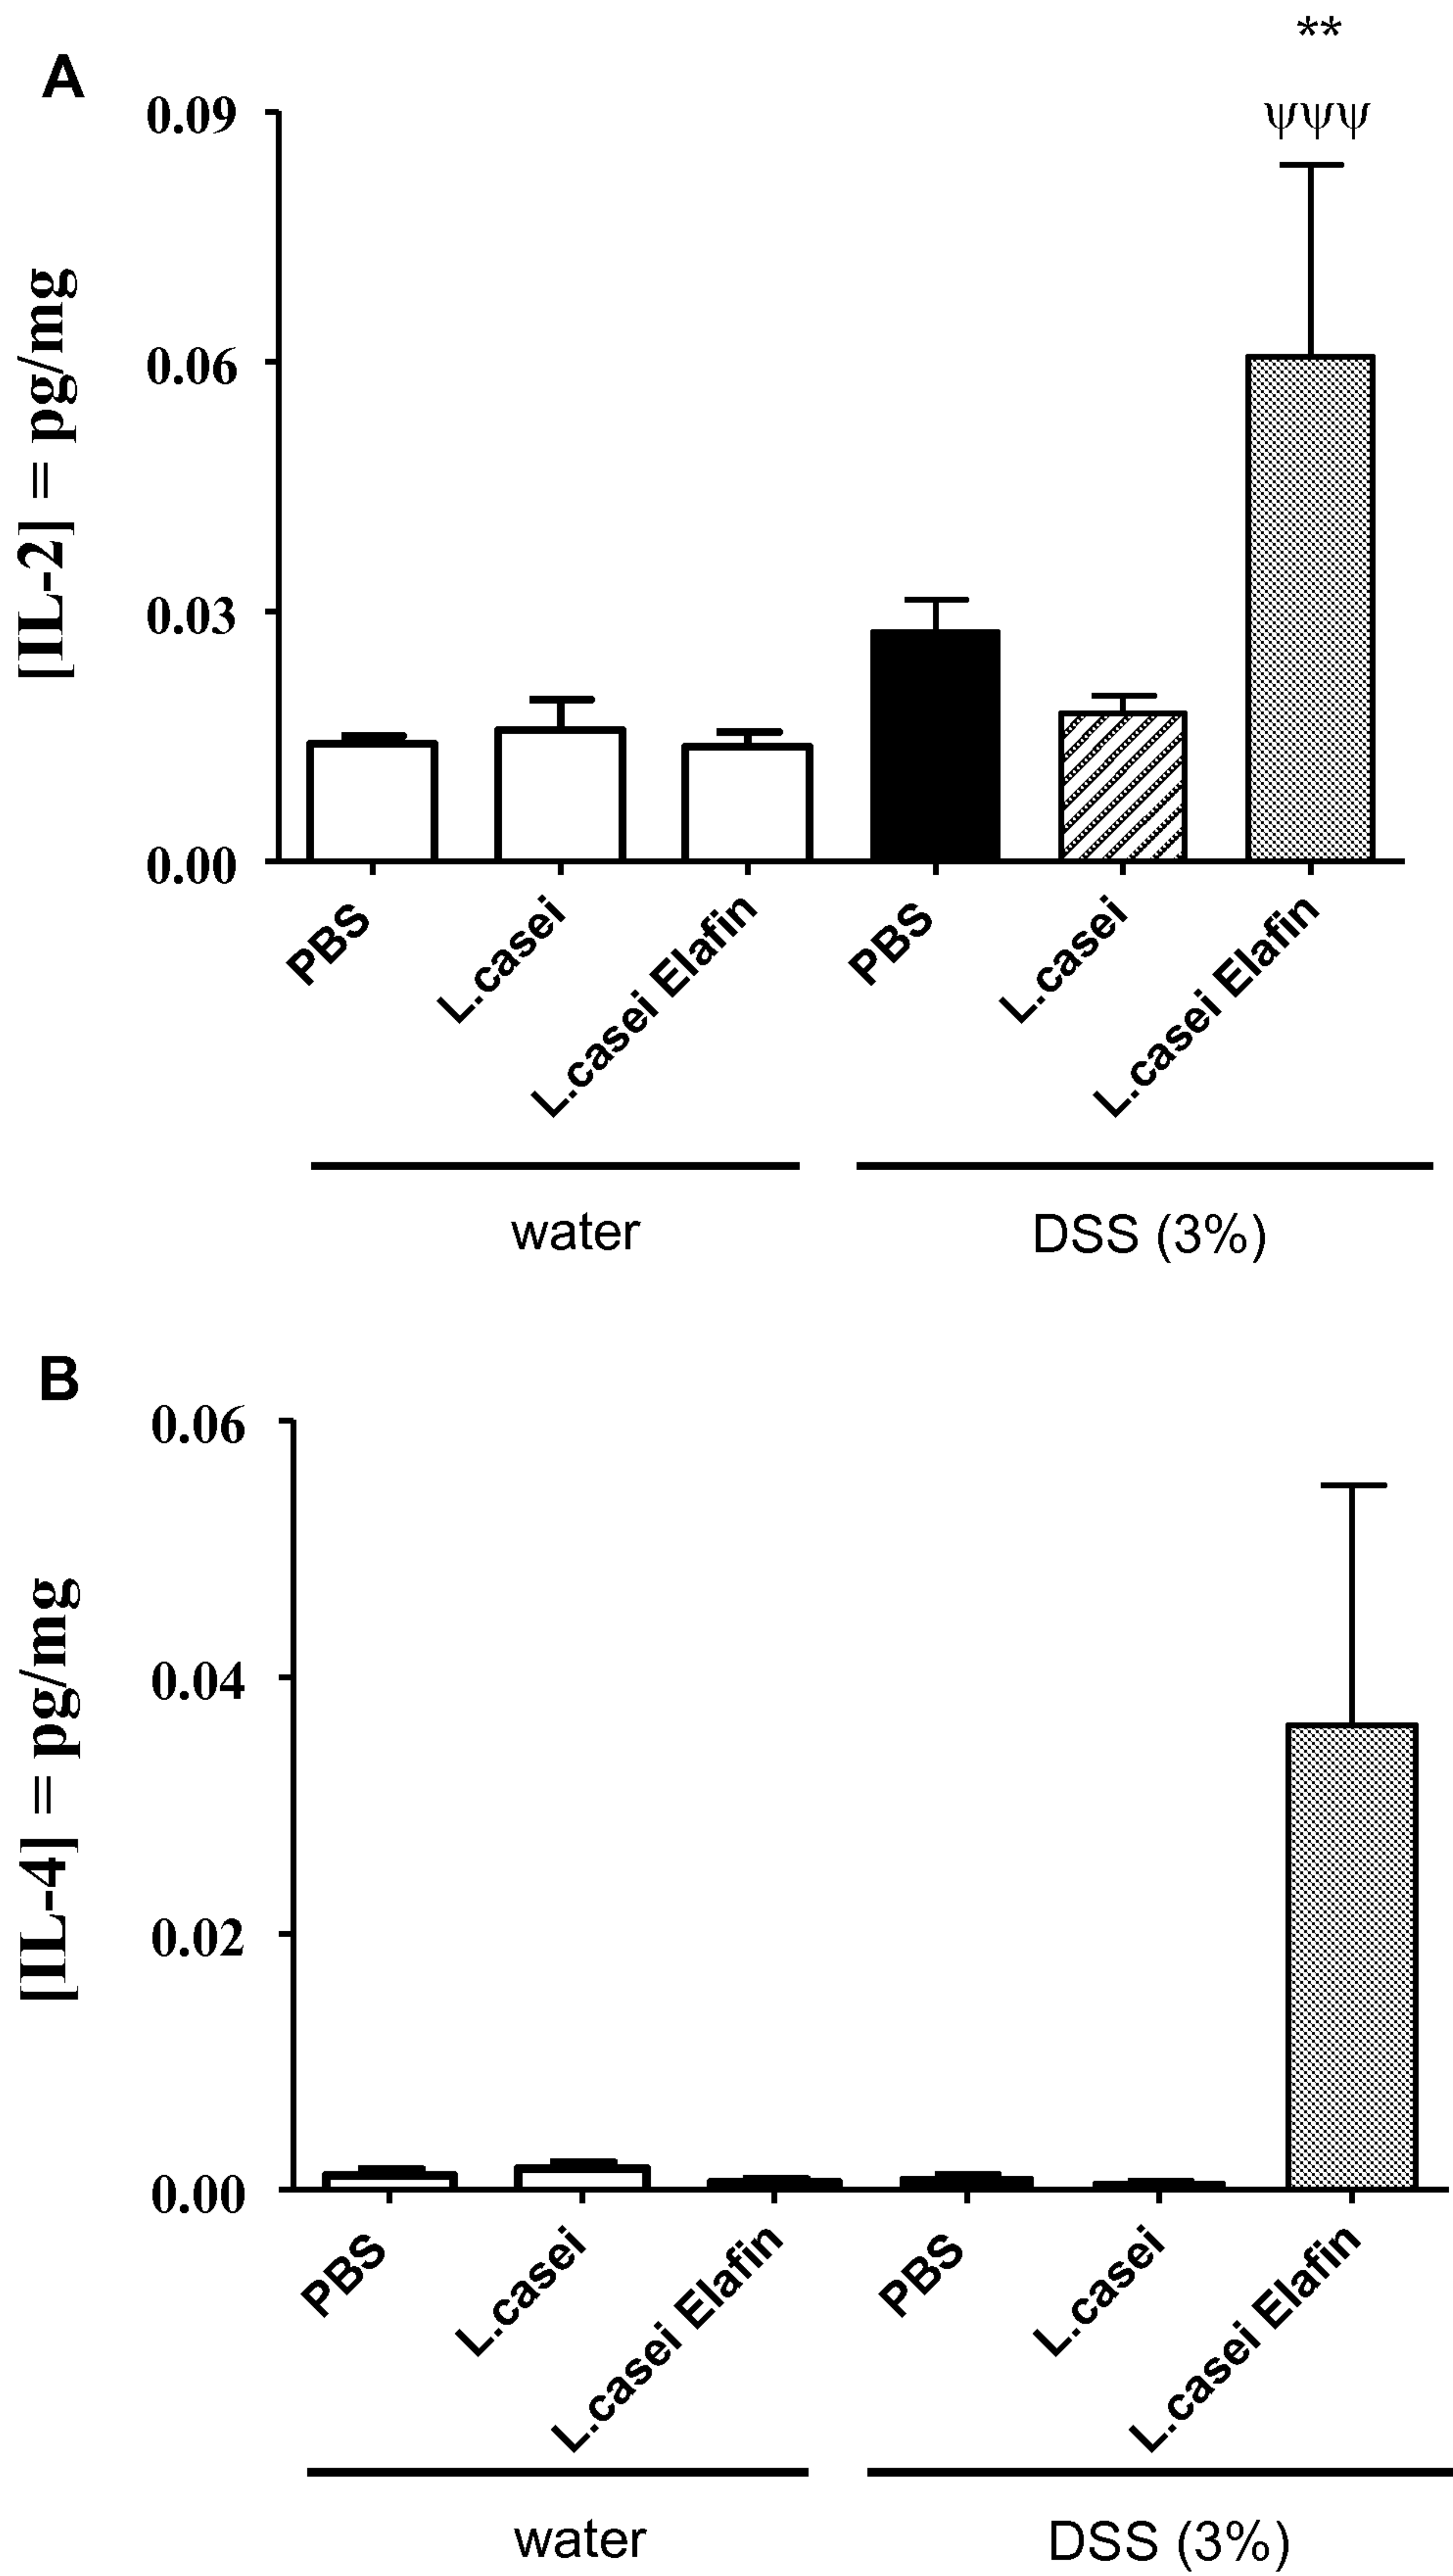 A
**
ψψψ
0.09
0.06
0.03
0.00
[IL-2] = pg/mg
PBS
L.casei
L.casei Elafin
PBS
L.casei
L.casei Elafin
water
DSS (3%)
B
0.06
0.04
0.02
0.00
[IL-4] = pg/mg
PBS
L.casei
L.casei Elafin
PBS
L.casei
L.casei Elafin
water
DSS (3%)